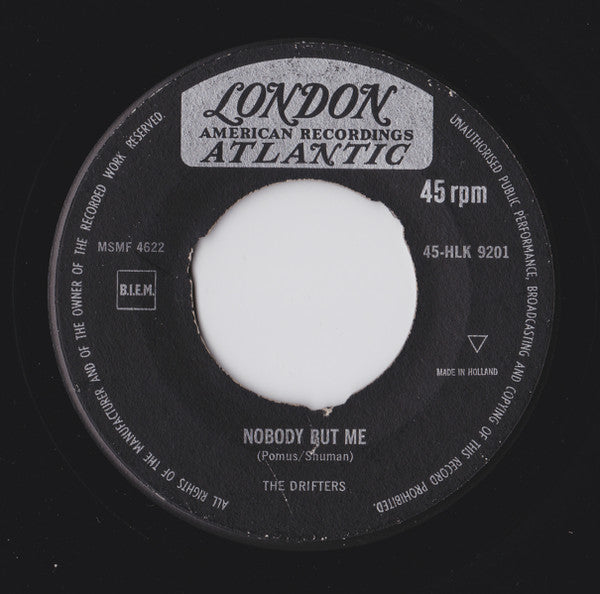 LONDON
AMERICAN RECORDINGS
ATLANTIC
45 rpm
MSMF 4622
45-HLK 9201
B.I.E.M.
MADE IN HOLLAND
NOBODY BUT ME
(Pomus/Shuman)
THE DRIFTERS
ALL RIGHTS OF THE MANUFACTURER AND OF THE OWNER OF THE RECORDED WORK RESERVED.
UNAUTHORISED PUBLIC PERFORMANCE, BROADCASTING AND COPYING OF THIS RECORD PROHIBITED.